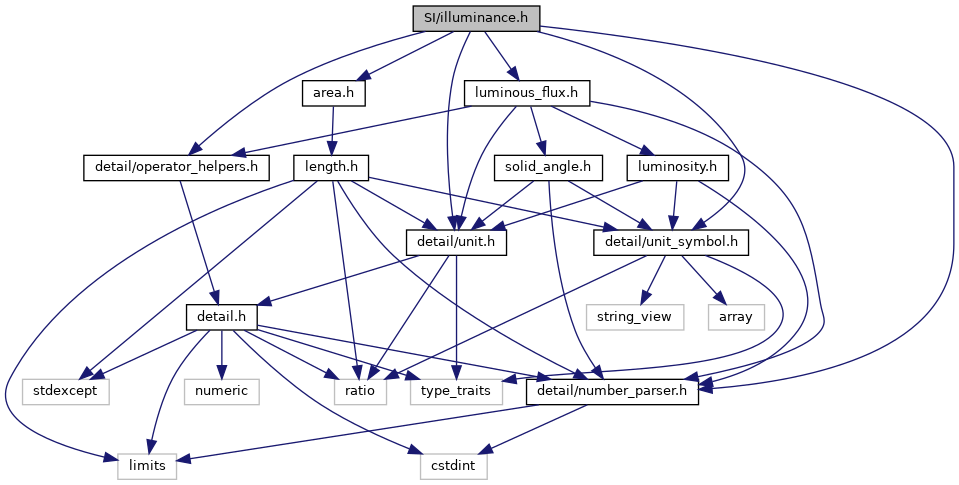 SI/illuminance.h
area.h
luminous_flux.h
detail/operator_helpers.h
length.h
solid_angle.h
luminosity.h
detail/unit.h
detail/unit_symbol.h
detail.h
string_view
array
stdexcept
numeric
ratio
type_traits
detail/number_parser.h
limits
cstdint